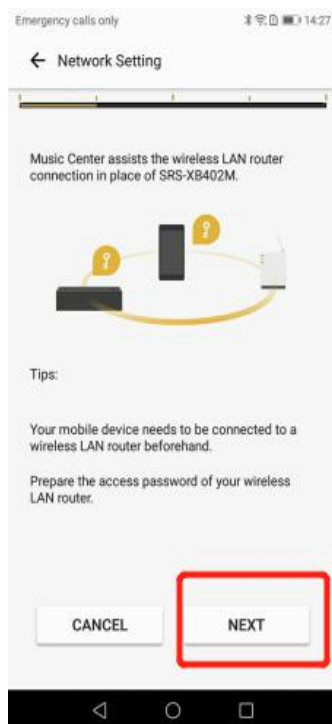 Emergency calls only 14:27
← Network Setting
Music Center assists the wireless LAN router
connection in place of SRS-XB402M.
Tips:
Your mobile device needs to be connected to a
wireless LAN router beforehand.
Prepare the access password of your wireless
LAN router.
CANCEL NEXT